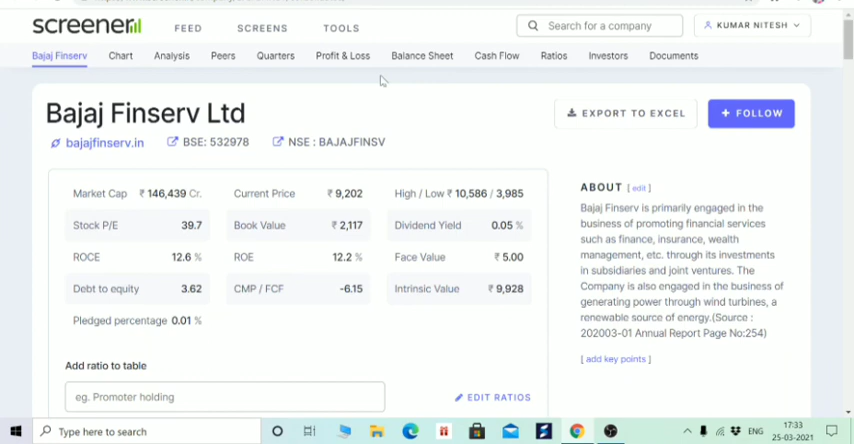 screener
FEED SCREENS TOOLS
Search for a company
KUMAR NITESH
Bajaj Finserv Chart Analysis Peers Quarters Profit & Loss Balance Sheet Cash Flow Ratios Investors Documents
Bajaj Finserv Ltd
EXPORT TO EXCEL
+ FOLLOW
bajajfinserv.in BSE: 532978 NSE : BAJAJFINSV
Market Cap ₹ 146,439 Cr. Current Price ₹ 9,202 High / Low ₹ 10,586 / 3,985
Stock P/E 39.7 Book Value ₹ 2,117 Dividend Yield 0.05 %
ROCE 12.6 % ROE 12.2 % Face Value ₹ 5.00
Debt to equity 3.62 CMP / FCF -6.15 Intrinsic Value ₹ 9,928
Pledged percentage 0.01 %
Add ratio to table
eg. Promoter holding
EDIT RATIOS
ABOUT [ edit ]
Bajaj Finserv is primarily engaged in the
business of promoting financial services
such as finance, insurance, wealth
management, etc. through its investments
in subsidiaries and joint ventures. The
Company is also engaged in the business of
generating power through wind turbines, a
renewable source of energy.(Source :
202003-01 Annual Report Page No:254)
[ add key points ]
Type here to search
ENG
17:33
25-03-2021